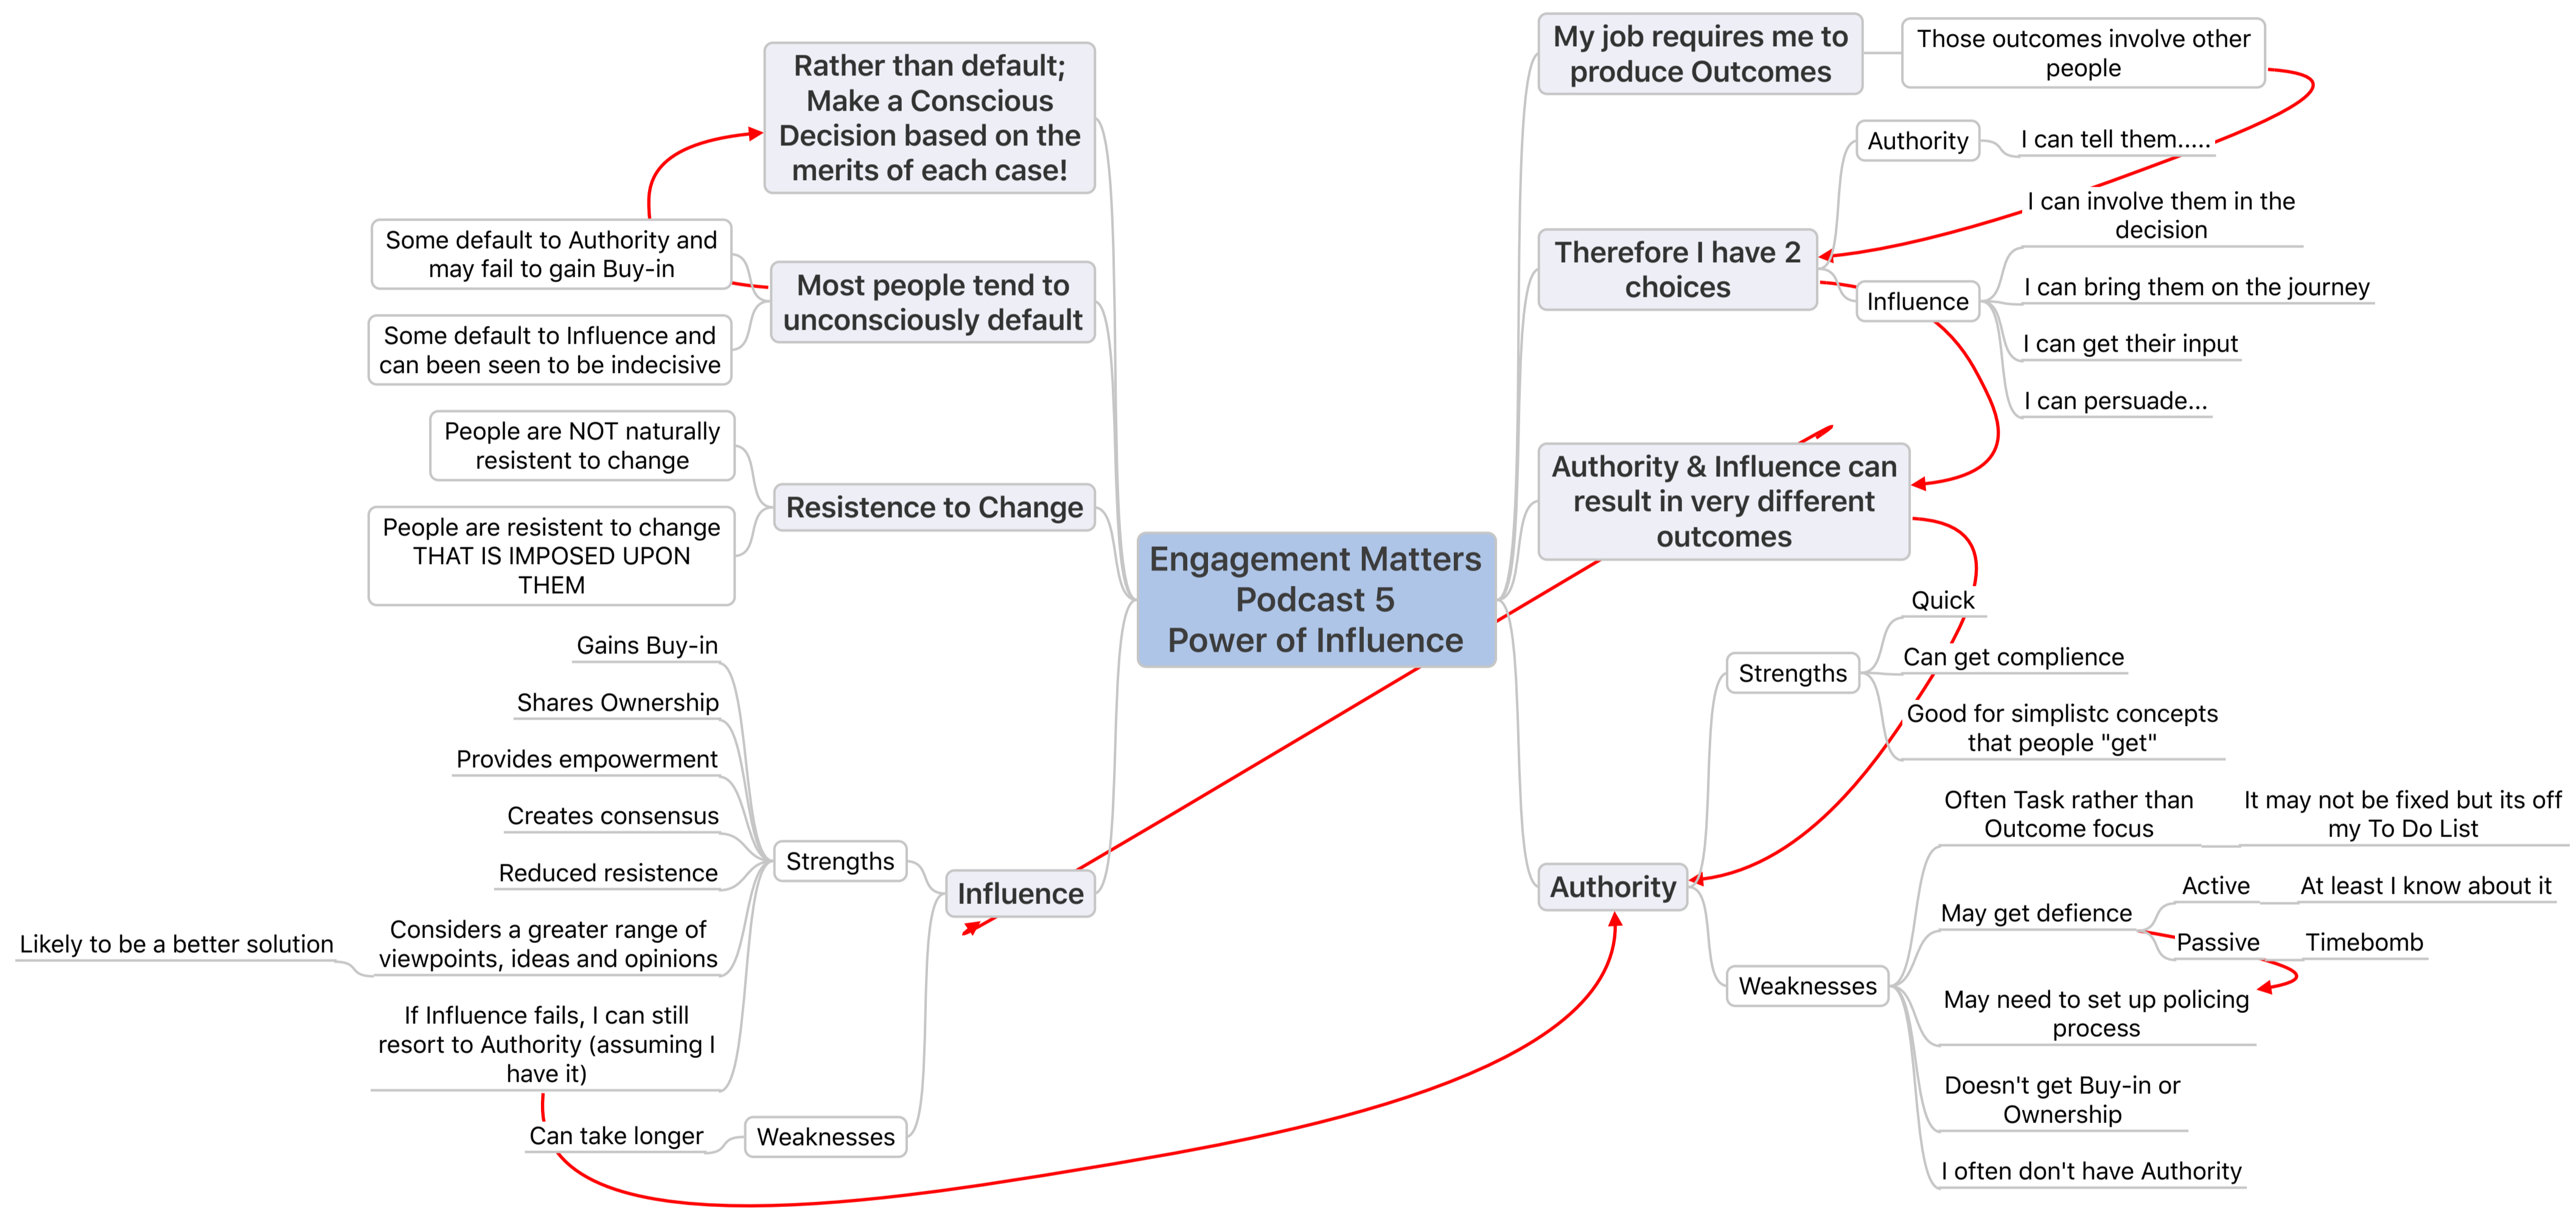 Engagement Matters
Podcast 5
Power of Influence
My job requires me to
produce Outcomes
Those outcomes involve other
people
Therefore I have 2
choices
Authority
I can tell them.....
Influence
I can involve them in the
decision
I can bring them on the journey
I can get their input
I can persuade...
Authority & Influence can
result in very different
outcomes
Authority
Strengths
Quick
Can get complience
Good for simplistc concepts
that people "get"
Weaknesses
Often Task rather than
Outcome focus
It may not be fixed but its off
my To Do List
May get defience
Active
At least I know about it
Passive
Timebomb
May need to set up policing
process
Doesn't get Buy-in or
Ownership
I often don't have Authority
Rather than default;
Make a Conscious
Decision based on the
merits of each case!
Most people tend to
unconsciously default
Some default to Authority and
may fail to gain Buy-in
Some default to Influence and
can been seen to be indecisive
Resistence to Change
People are NOT naturally
resistent to change
People are resistent to change
THAT IS IMPOSED UPON
THEM
Influence
Strengths
Gains Buy-in
Shares Ownership
Provides empowerment
Creates consensus
Reduced resistence
Considers a greater range of
viewpoints, ideas and opinions
Likely to be a better solution
If Influence fails, I can still
resort to Authority (assuming I
have it)
Weaknesses
Can take longer